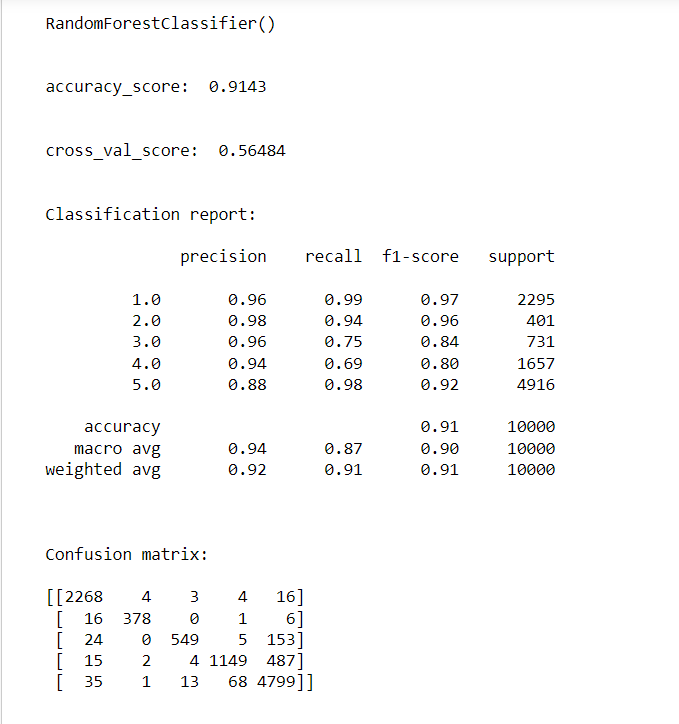 RandomForestClassifier()
accuracy_score: 0.9143
cross_val_score: 0.56484
Classification report:
precision recall f1-score support
1.0 0.96 0.99 0.97 2295
2.0 0.98 0.94 0.96 401
3.0 0.96 0.75 0.84 731
4.0 0.94 0.69 0.80 1657
5.0 0.88 0.98 0.92 4916
accuracy 0.91 10000
macro avg 0.94 0.87 0.90 10000
weighted avg 0.92 0.91 0.91 10000
Confusion matrix:
[[2268 4 3 4 16]
[ 16 378 0 1 6]
[ 24 0 549 5 153]
[ 15 2 4 1149 487]
[ 35 1 13 68 4799]]